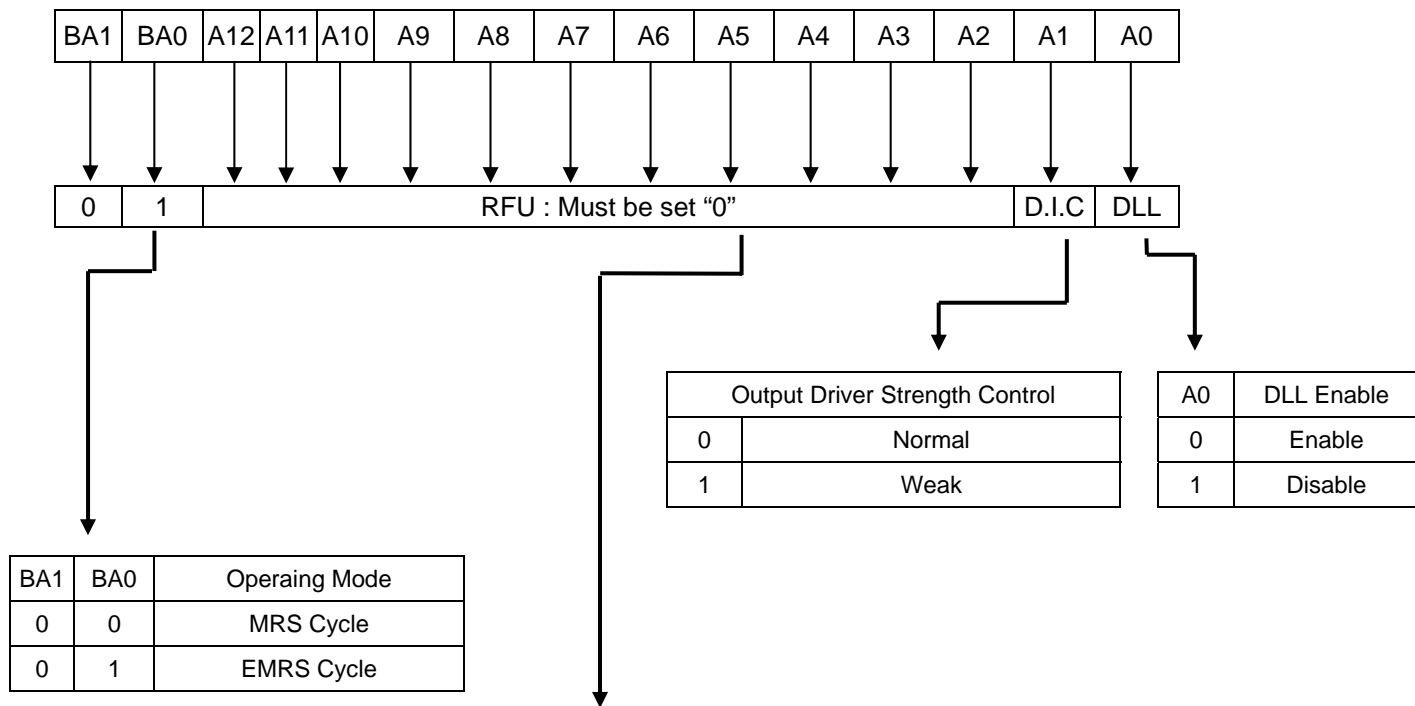 BA1 BA0 A12 A11 A10 A9 A8 A7 A6 A5 A4 A3 A2 A1 A0
0 1 RFU : Must be set “0” D.I.C DLL
Output Driver Strength Control
0 Normal
1 Weak
A0 DLL Enable
0 Enable
1 Disable
BA1 BA0 Operaing Mode
0 0 MRS Cycle
0 1 EMRS Cycle